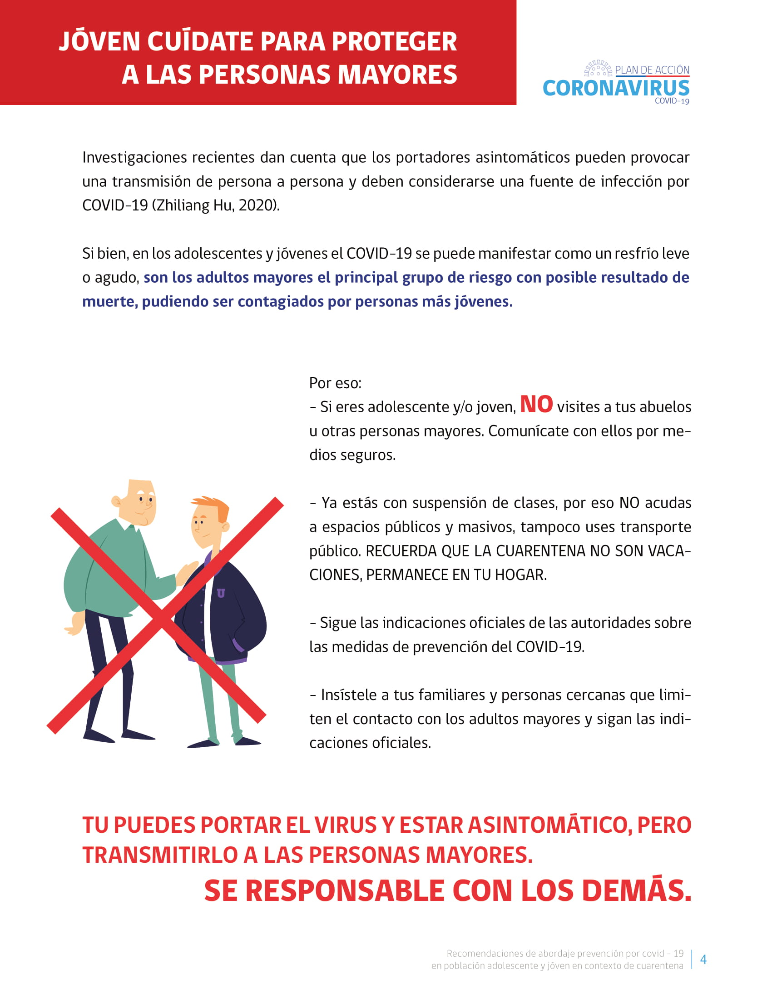 JÓVEN CUÍDATE PARA PROTEGER
A LAS PERSONAS MAYORES
PLAN DE ACCIÓN
CORONAVIRUS
COVID-19
Investigaciones recientes dan cuenta que los portadores asintomáticos pueden provocar
una transmisión de persona a persona y deben considerarse una fuente de infección por
COVID-19 (Zhiliang Hu, 2020).
Si bien, en los adolescentes y jóvenes el COVID-19 se puede manifestar como un resfrío leve
o agudo, son los adultos mayores el principal grupo de riesgo con posible resultado de
muerte, pudiendo ser contagiados por personas más jóvenes.
Por eso:
- Si eres adolescente y/o joven, NO visites a tus abuelos
u otras personas mayores. Comunícate con ellos por me-
dios seguros.
- Ya estás con suspensión de clases, por eso NO acudas
a espacios públicos y masivos, tampoco uses transporte
público. RECUERDA QUE LA CUARENTENA NO SON VACA-
CIONES, PERMANECE EN TU HOGAR.
- Sigue las indicaciones oficiales de las autoridades sobre
las medidas de prevención del COVID-19.
- Insístele a tus familiares y personas cercanas que limi-
ten el contacto con los adultos mayores y sigan las indi-
caciones oficiales.
U
TU PUEDES PORTAR EL VIRUS Y ESTAR ASINTOMÁTICO, PERO
TRANSMITIRLO A LAS PERSONAS MAYORES.
SE RESPONSABLE CON LOS DEMÁS.
Recomendaciones de abordaje prevención por covid - 19
en población adolescente y jóven en contexto de cuarentena
4